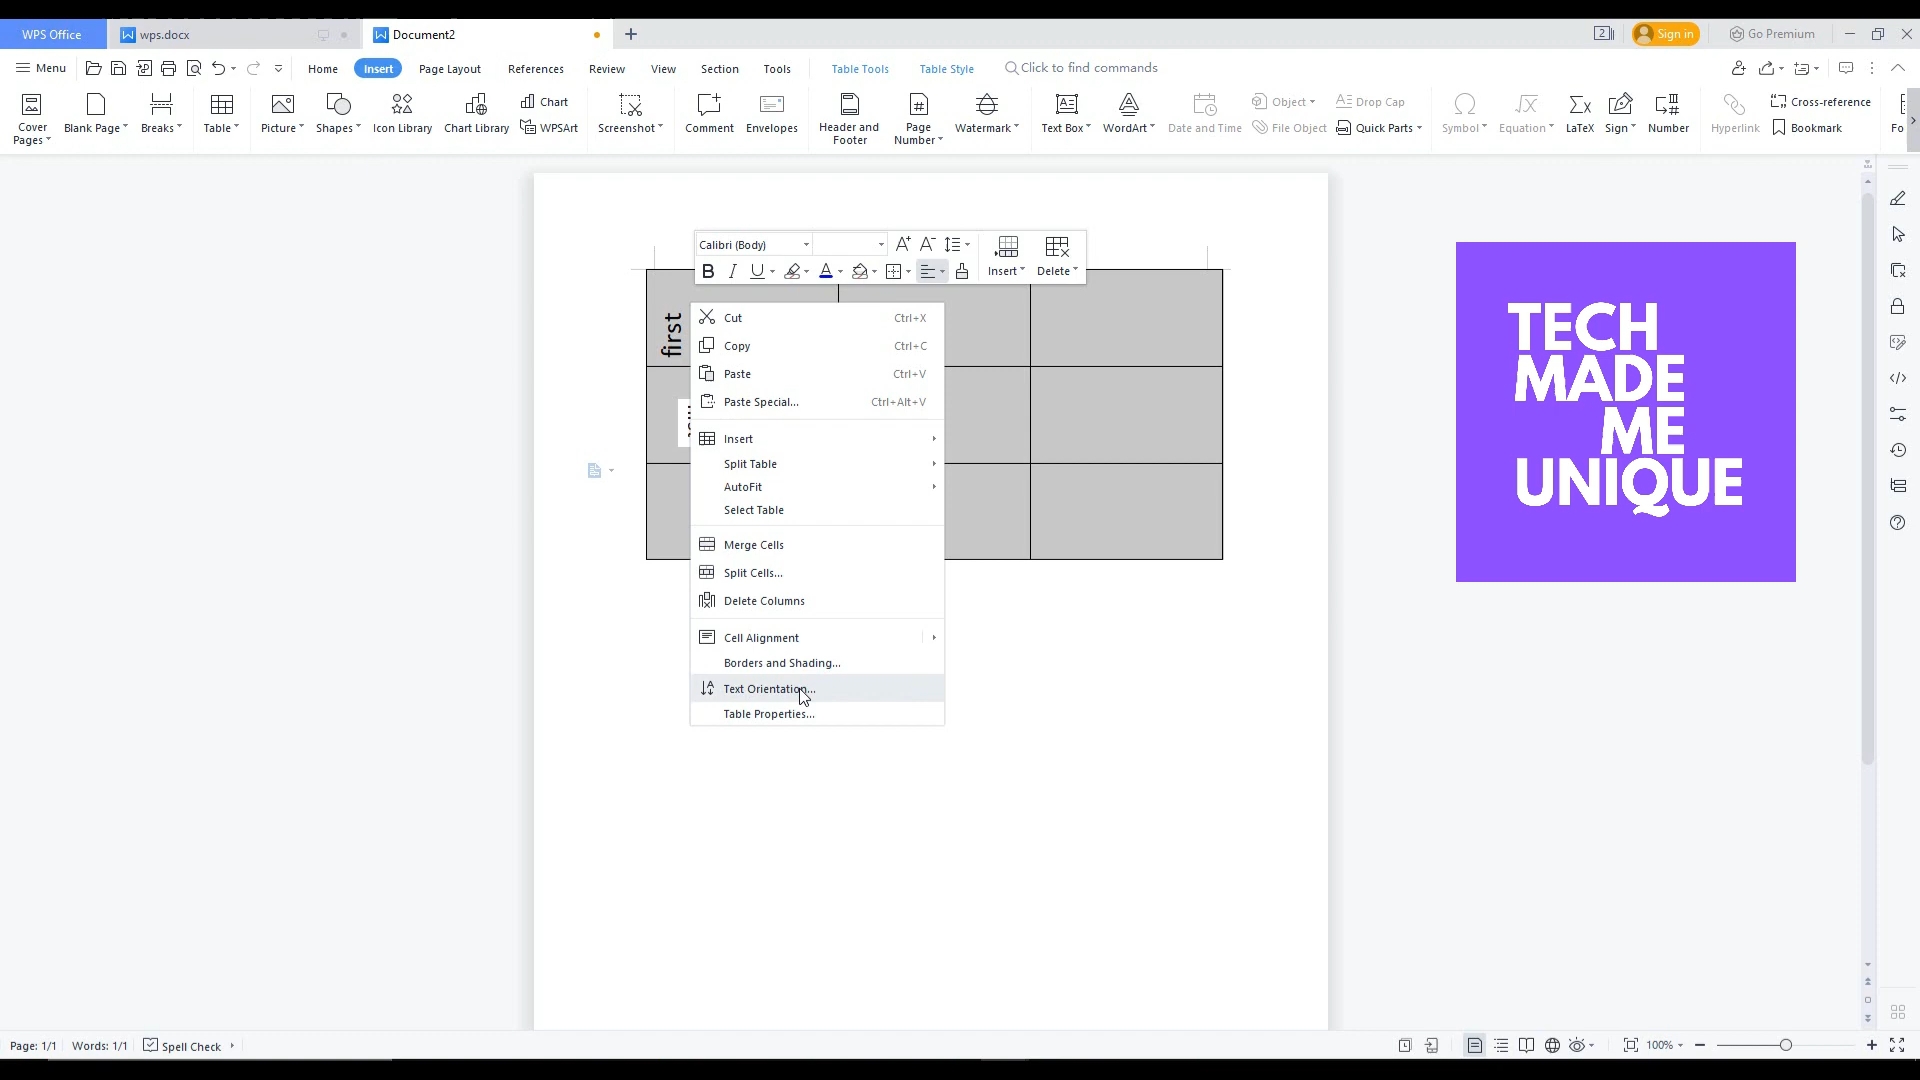 WPS Office
wps.docx
Document2
2
Sign in
Go Premium
Menu
Home
Insert
Page Layout
References
Review
View
Section
Tools
Table Tools
Table Style
Click to find commands
Cover Pages
Blank Page
Breaks
Table
Picture
Shapes
Icon Library
Chart Library
Chart
WPSArt
Screenshot
Comment
Envelopes
Header and Footer
Page Number
Watermark
Text Box
WordArt
Date and Time
Object
File Object
Drop Cap
Quick Parts
Symbol
Equation
LaTeX
Sign
Number
Hyperlink
Cross-reference
Bookmark
Fo
Calibri (Body)
Insert
Delete
first
Cut Ctrl+X
Copy Ctrl+C
Paste Ctrl+V
Paste Special... Ctrl+Alt+V
Insert
Split Table
AutoFit
Select Table
Merge Cells
Split Cells...
Delete Columns
Cell Alignment
Borders and Shading...
Text Orientation...
Table Properties...
TECH
MADE
ME
UNIQUE
Page: 1/1
Words: 1/1
Spell Check
100%